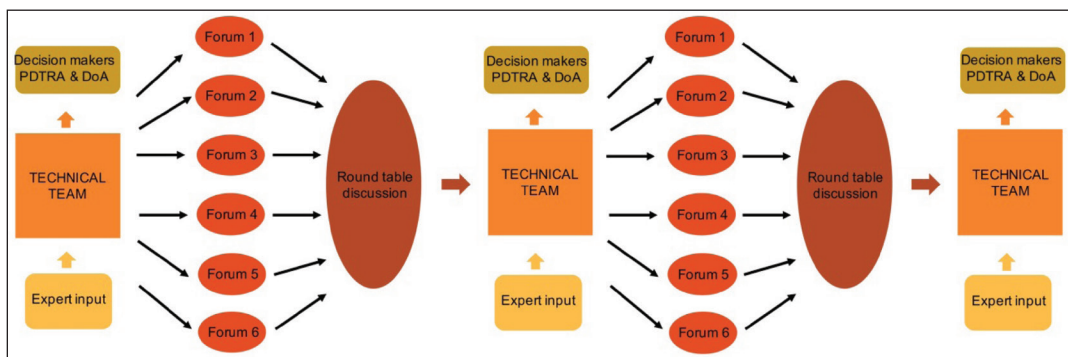 Decision makers
PDTRA & DoA
TECHNICAL
TEAM
Expert input
Forum 1
Forum 2
Forum 3
Forum 4
Forum 5
Forum 6
Round table
discussion
Decision makers
PDTRA & DoA
TECHNICAL
TEAM
Expert input
Forum 1
Forum 2
Forum 3
Forum 4
Forum 5
Forum 6
Round table
discussion
Decision makers
PDTRA & DoA
TECHNICAL
TEAM
Expert input